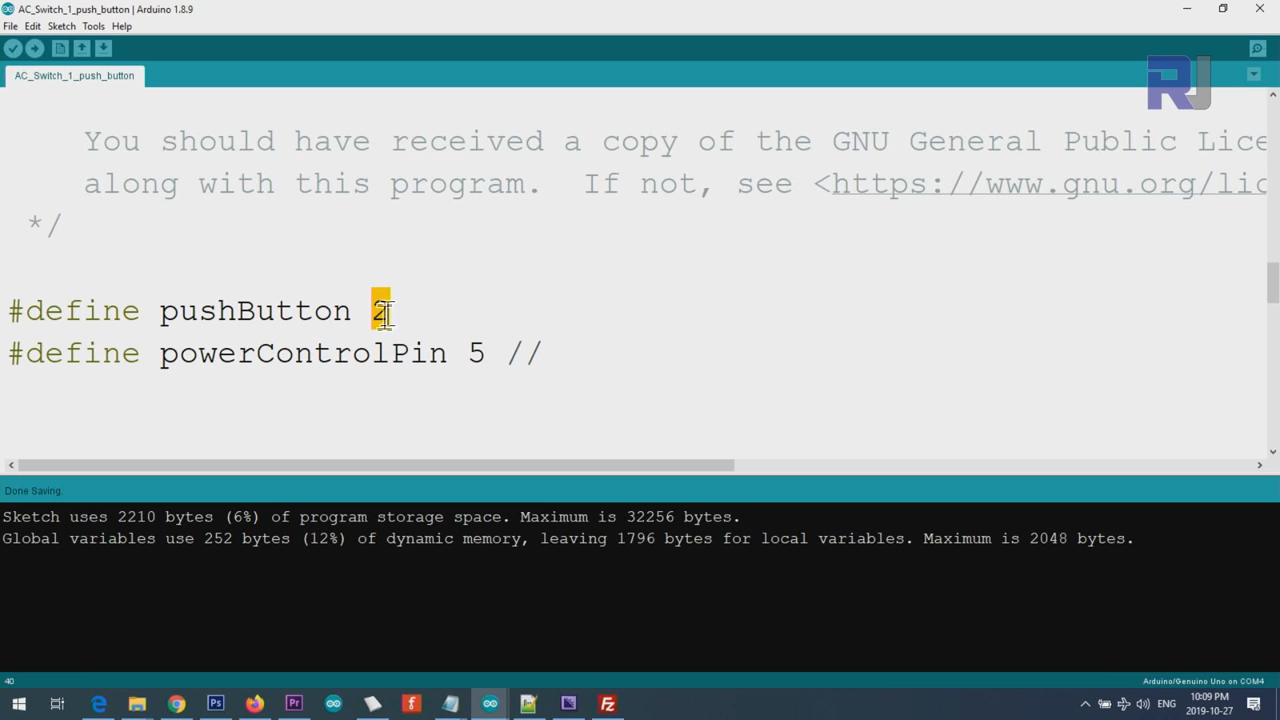 AC_Switch_1_push_button | Arduino 1.8.9
File Edit Sketch Tools Help
AC_Switch_1_push_button
RJ
You should have received a copy of the GNU General Public Lice
along with this program.  If not, see <https://www.gnu.org/lic
*/
#define pushButton 2
#define powerControlPin 5 //
Done Saving.
Sketch uses 2210 bytes (6%) of program storage space. Maximum is 32256 bytes.
Global variables use 252 bytes (12%) of dynamic memory, leaving 1796 bytes for local variables. Maximum is 2048 bytes.
40
Arduino/Genuino Uno on COM4
Ps
Pr
f
Fz
ENG
10:09 PM
2019-10-27